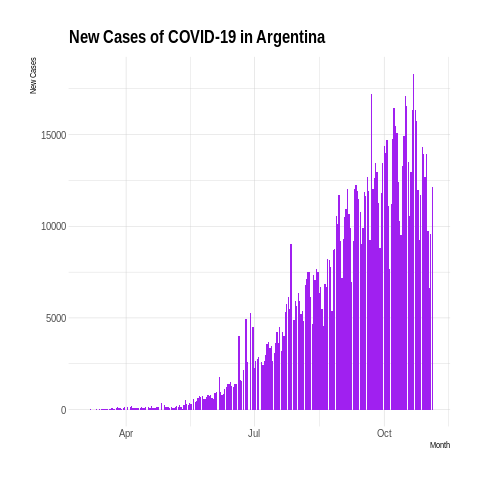 New Cases of COVID-19 in Argentina
New Cases
15000
10000
5000
0
Apr Jul Oct
Month